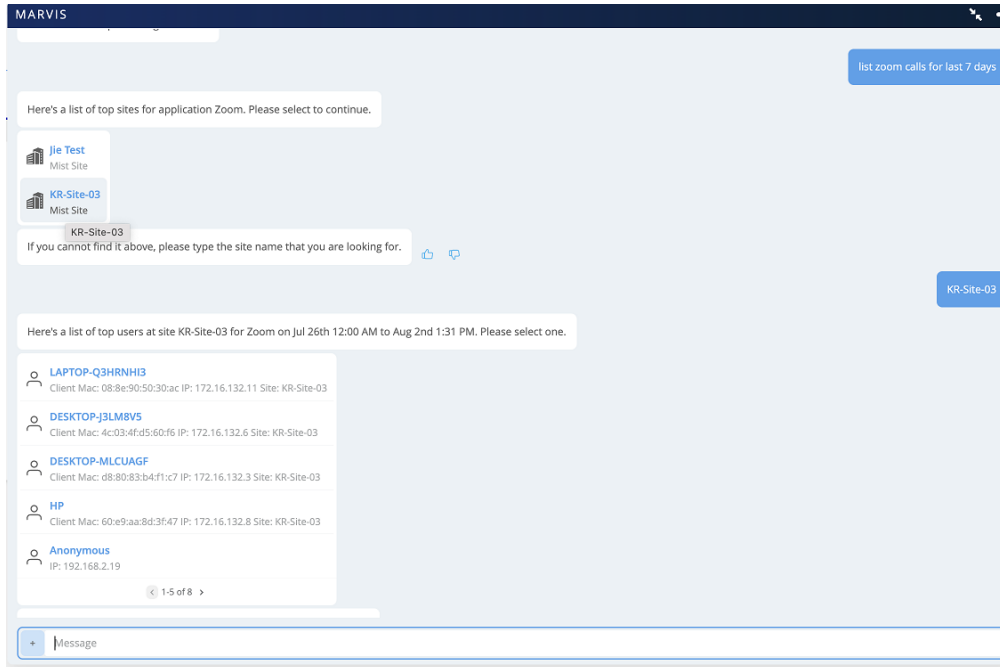 MARVIS
list zoom calls for last 7 days
Here's a list of top sites for application Zoom. Please select to continue.
Jie Test
Mist Site
KR-Site-03
Mist Site
KR-Site-03
If you cannot find it above, please type the site name that you are looking for.
KR-Site-03
Here's a list of top users at site KR-Site-03 for Zoom on Jul 26th 12:00 AM to Aug 2nd 1:31 PM. Please select one.
LAPTOP-Q3HRNHI3
Client Mac: 08:8e:90:50:30:ac IP: 172.16.132.11 Site: KR-Site-03
DESKTOP-J3LM8V5
Client Mac: 4c:03:4f:d5:60:f6 IP: 172.16.132.6 Site: KR-Site-03
DESKTOP-MLCUAGF
Client Mac: d8:80:83:b4:f1:c7 IP: 172.16.132.3 Site: KR-Site-03
HP
Client Mac: 60:e9:aa:8d:3f:47 IP: 172.16.132.8 Site: KR-Site-03
Anonymous
IP: 192.168.2.19
< 1-5 of 8 >
+ Message